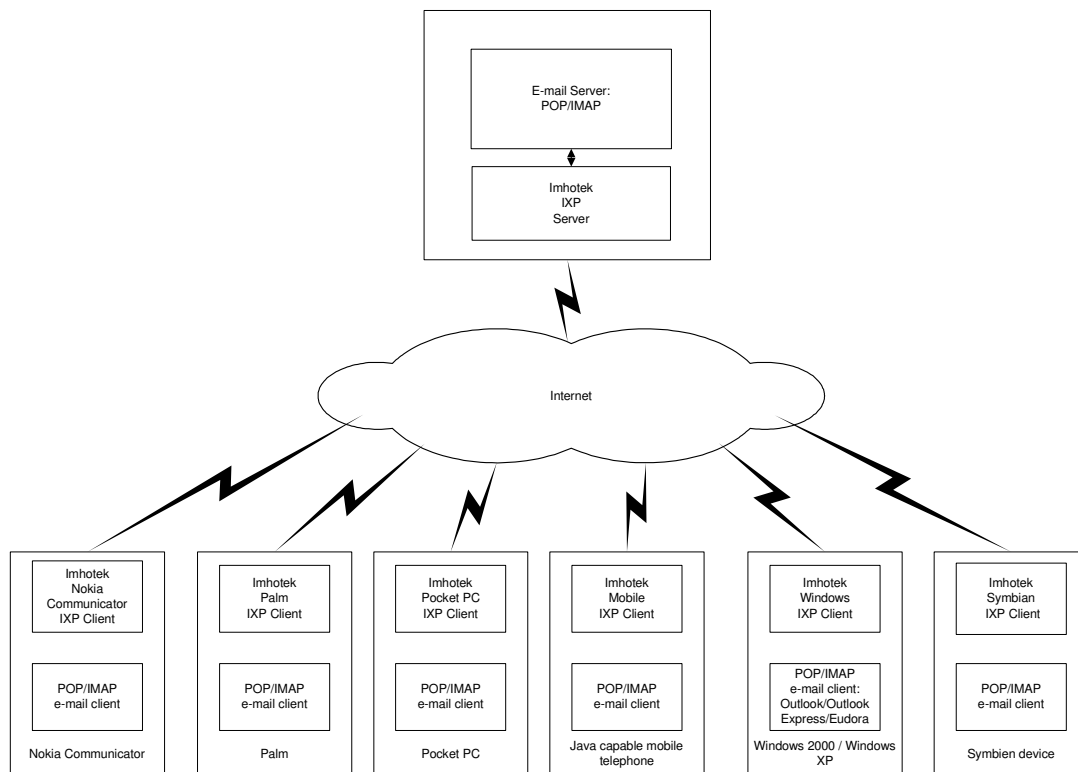 E-mail Server:
POP/IMAP
Imhotek
IXP
Server
Internet
Imhotek
Nokia
Communicator
IXP Client
POP/IMAP
e-mail client
Nokia Communicator
Imhotek
Palm
IXP Client
POP/IMAP
e-mail client
Palm
Imhotek
Pocket PC
IXP Client
POP/IMAP
e-mail client
Pocket PC
Imhotek
Mobile
IXP Client
POP/IMAP
e-mail client
Java capable mobile
telephone
Imhotek
Windows
IXP Client
POP/IMAP
e-mail client:
Outlook/Outlook
Express/Eudora
Windows 2000 / Windows
XP
Imhotek
Symbian
IXP Client
POP/IMAP
e-mail client
Symbien device